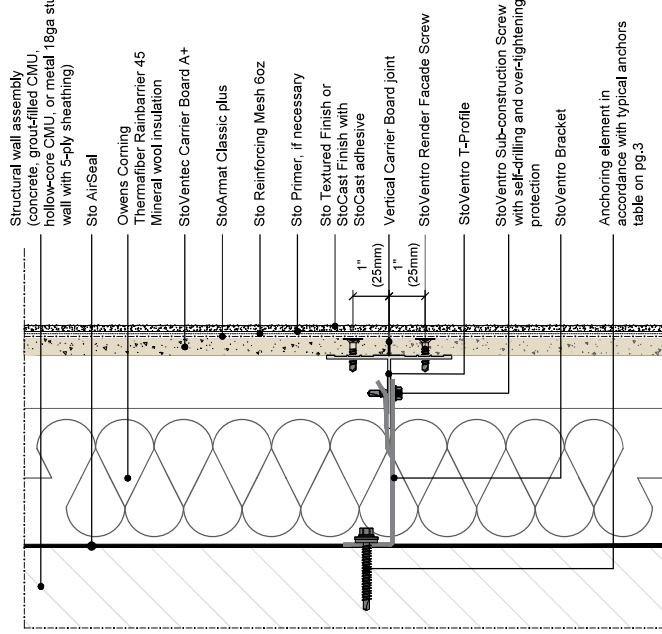 Structural wall assembly
(concrete, grout-filled CMU,
hollow-core CMU, or metal 18ga
wall with 5-ply sheathing)
Sto AirSeal
Owens Corning
Thermafiber Rainbarrier 45
Mineral wool insulation
StoVentec Carrier Board A+
StoArmat Classic plus
Sto Reinforcing Mesh 6oz
Sto Primer, if necessary
Sto Textured Finish or
StoCast Finish with
StoCast adhesive
Vertical Carrier Board joint
StoVentro Render Facade Screw
StoVentro T-Profile
StoVentro Sub-construction Screw
with self-drilling and over-tightening
protection
StoVentro Bracket
Anchoring element in
accordance with typical anchors
table on pg.3
1"
(25mm)
1"
(25mm)